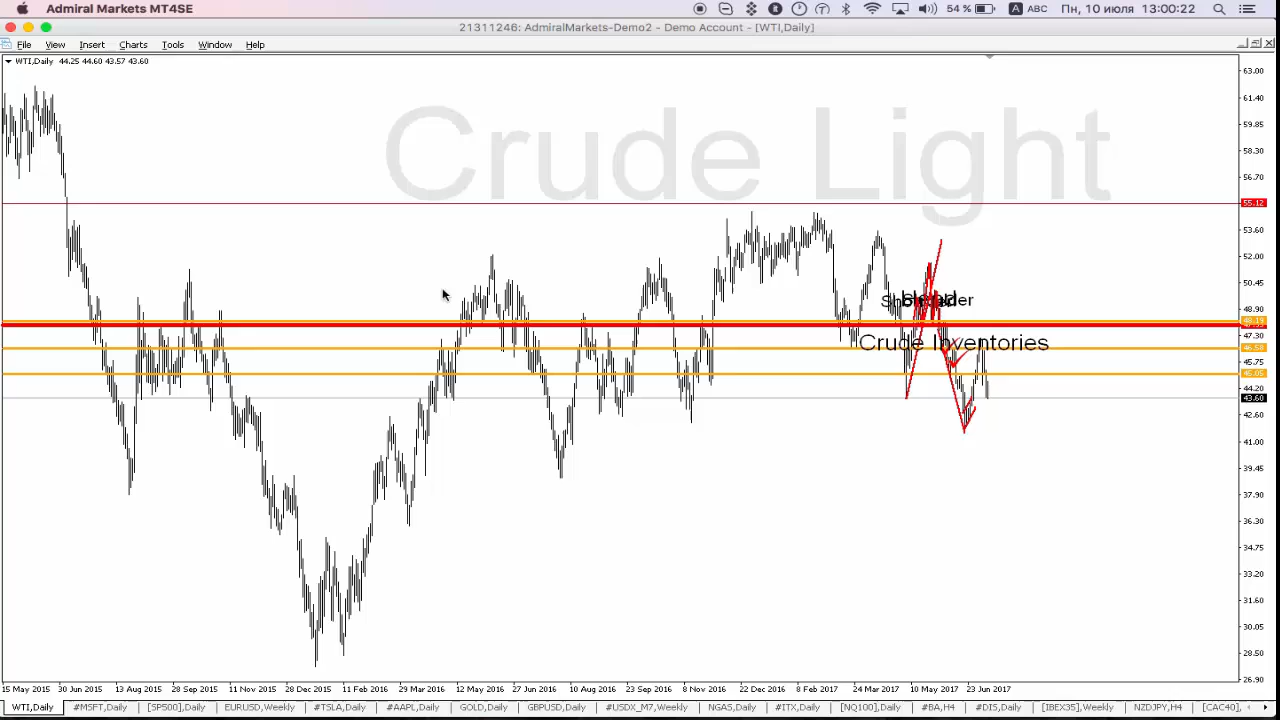 Admiral Markets MT4SE
54 %
A
ABC
Пн, 10 июля 13:00:22
21311246: AdmiralMarkets-Demo2 - Demo Account - [WTI,Daily]
File View Insert Charts Tools Window Help
WTI,Daily 44.25 44.60 43.57 43.60
Crude Light
Crude Inventories
63.00
61.40
59.85
58.30
56.70
55.12
53.60
52.00
50.45
48.90
48.19
47.30
46.58
45.75
45.05
44.20
43.60
42.60
41.00
39.45
37.90
36.30
34.75
33.20
31.60
30.05
28.50
26.90
15 May 2015 30 Jun 2015 13 Aug 2015 28 Sep 2015 11 Nov 2015 28 Dec 2015 11 Feb 2016 29 Mar 2016 12 May 2016 27 Jun 2016 10 Aug 2016 23 Sep 2016 8 Nov 2016 22 Dec 2016 8 Feb 2017 24 Mar 2017 10 May 2017 23 Jun 2017
WTI,Daily #MSFT,Daily [SP500],Daily EURUSD,Weekly #TSLA,Daily #AAPL,Daily GOLD,Daily GBPUSD,Daily #USDX_M7,Weekly NGAS,Daily #ITX,Daily [NQ100],Daily #BA,H4 #DIS,Daily [IBEX35],Weekly NZDJPY,H4 [CAC40],